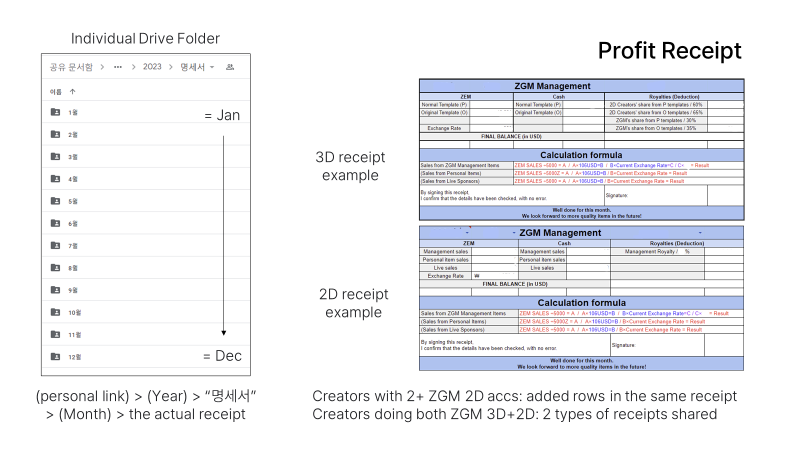 Individual Drive Folder
Profit Receipt
공유 문서함 > ••• > 2023 > 명세서
이름 ↑
1월
= Jan
2월
3월
4월
5월
6월
7월
8월
9월
10월
11월
12월
= Dec
(personal link) > (Year) > “명세서”
> (Month) > the actual receipt
3D receipt
example
ZGM Management
ZEM Cash Royalties (Deduction)
Normal Template (P) Normal Template (P) 2D Creators' share from P templates / 60%
Original Template (O) Original Template (O) 2D Creators' share from O templates / 65%
ZGM's share from P templates / 30%
Exchange Rate ZGM's share from O templates / 35%
FINAL BALANCE (in USD)
Calculation formula
Sales from ZGM Management Items ZEM SALES ÷5000 = A / A×106USD=B / B×Current Exchange Rate=C / C× = Result
(Sales from Personal Items) ZEM SALES ÷5000Z = A / A×106USD=B / B×Current Exchange Rate = Result
(Sales from Live Sponsors) ZEM SALES ÷5000 = A / A×106USD=B / B×Current Exchange Rate = Result
By signing this receipt,
I confirm that the details have been checked, with no error. Signature:
Well done for this month.
We look forward to more quality items in the future!
2D receipt
example
- - ZGM Management -
ZEM Cash Royalties (Deduction)
Management sales Management sales Management Royalty / %
Personal item sales Personal item sales
Live sales Live sales
Exchange Rate ₩
FINAL BALANCE (in USD)
Calculation formula
Sales from ZGM Management Items ZEM SALES ÷5000 = A / A×106USD=B / B×Current Exchange Rate=C / C× = Result
(Sales from Personal Items) ZEM SALES ÷5000Z = A / A×106USD=B / B×Current Exchange Rate = Result
(Sales from Live Sponsors) ZEM SALES ÷5000 = A / A×106USD=B / B×Current Exchange Rate = Result
By signing this receipt,
I confirm that the details have been checked, with no error. Signature:
Well done for this month.
We look forward to more quality items in the future!
Creators with 2+ ZGM 2D accs: added rows in the same receipt
Creators doing both ZGM 3D+2D: 2 types of receipts shared